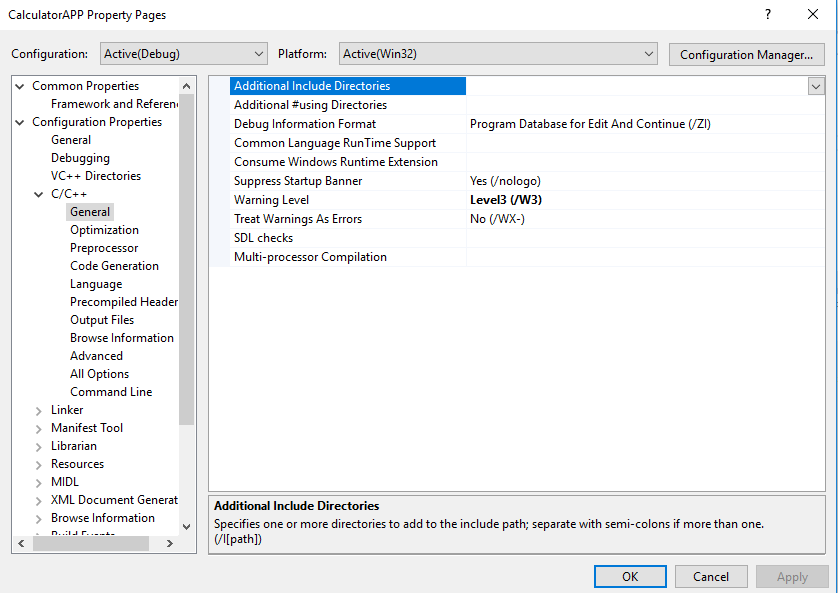 CalculatorAPP Property Pages
?
Configuration: Active(Debug) Platform: Active(Win32) Configuration Manager...
Common Properties
Framework and Referen
Configuration Properties
General
Debugging
VC++ Directories
C/C++
General
Optimization
Preprocessor
Code Generation
Language
Precompiled Header
Output Files
Browse Information
Advanced
All Options
Command Line
Linker
Manifest Tool
Librarian
Resources
MIDL
XML Document Generat
Browse Information
Build Events
Additional Include Directories
Additional #using Directories
Debug Information Format Program Database for Edit And Continue (/ZI)
Common Language RunTime Support
Consume Windows Runtime Extension
Suppress Startup Banner Yes (/nologo)
Warning Level Level3 (/W3)
Treat Warnings As Errors No (/WX-)
SDL checks
Multi-processor Compilation
Additional Include Directories
Specifies one or more directories to add to the include path; separate with semi-colons if more than one.
(/I[path])
OK Cancel Apply